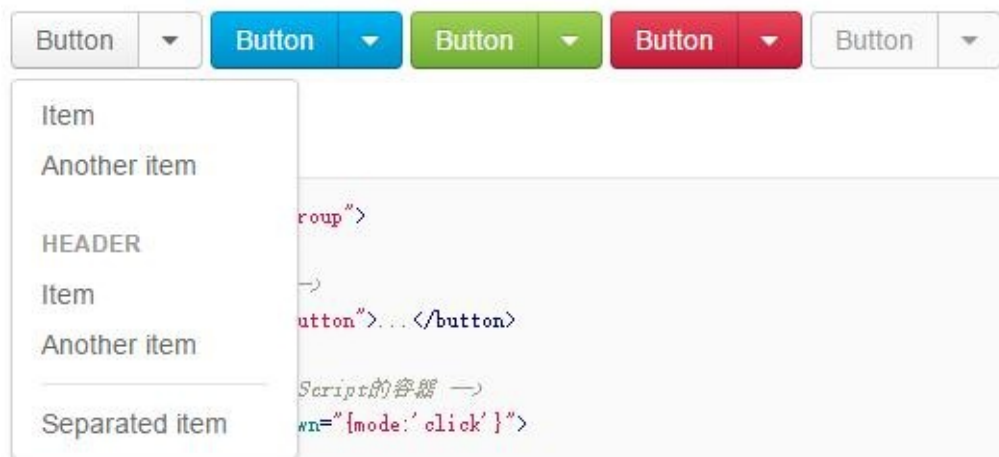 Button Button Button Button Button
Item
Another item
roup">
HEADER
—>
Item
utton">...</button>
Another item
Script的容器 —>
Separated item
wn="{mode:'click'}">